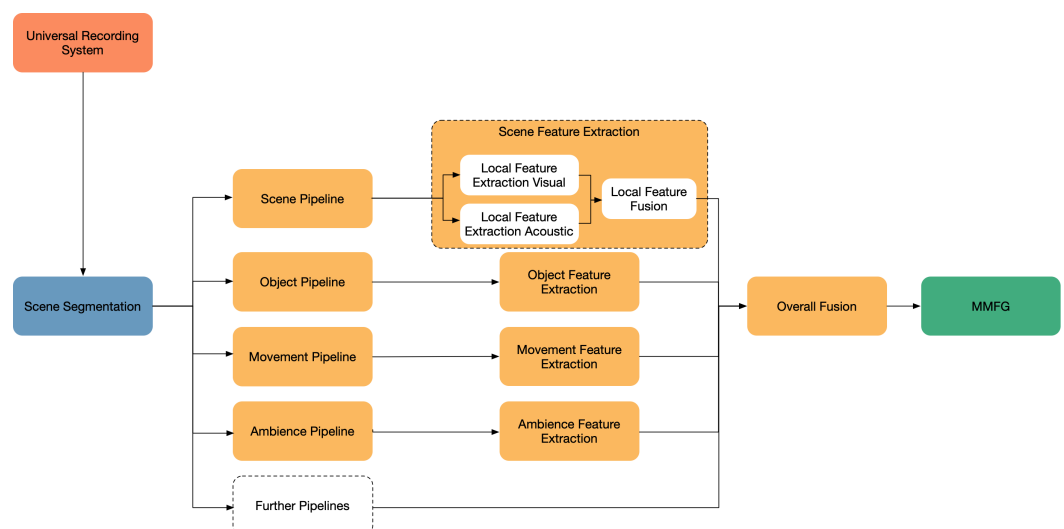 Universal Recording
System
Scene Feature Extraction
Local Feature
Extraction Visual
Scene Pipeline
Local Feature
Fusion
Local Feature
Extraction Acoustic
Scene Segmentation
Object Pipeline
Object Feature
Extraction
Overall Fusion
MMFG
Movement Pipeline
Movement Feature
Extraction
Ambience Pipeline
Ambience Feature
Extraction
Further Pipelines